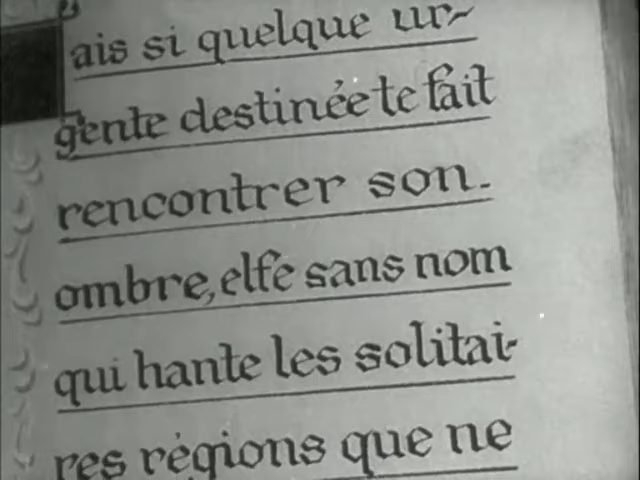 ais si quelque ur-
gente destinée te fait
rencontrer son.
ombre, elfe sans nom
qui hante les solitai-
res régions que ne